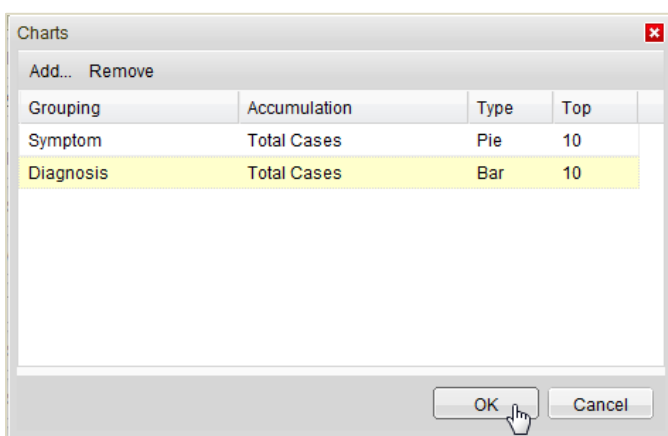 Charts
Add... Remove
Grouping Accumulation Type Top
Symptom Total Cases Pie 10
Diagnosis Total Cases Bar 10
OK Cancel